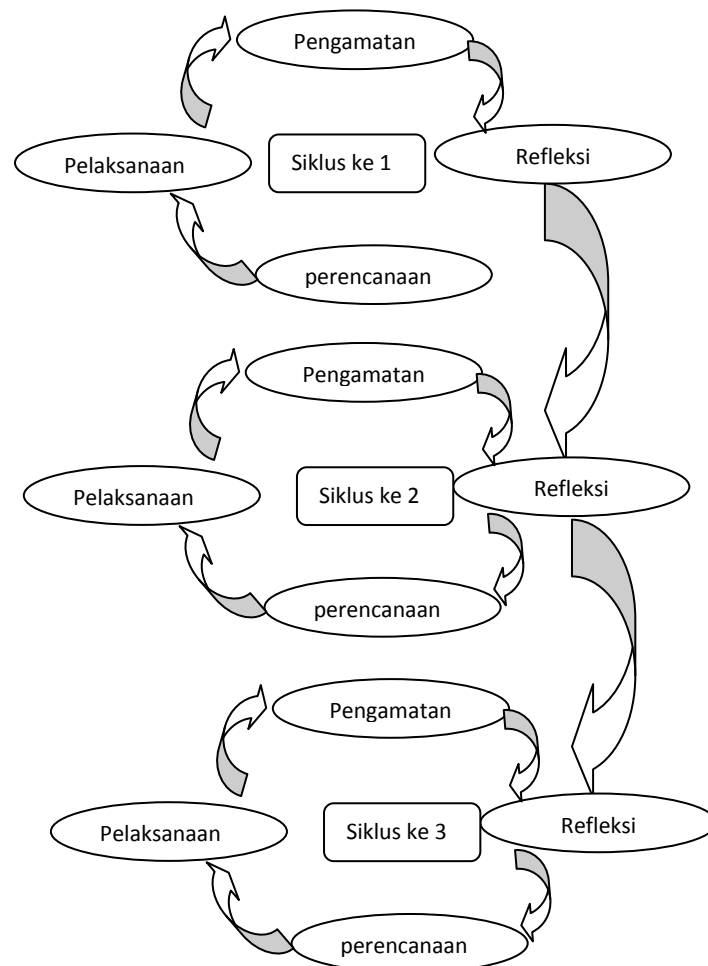 Pengamatan
Pelaksanaan
Siklus ke 1
Refleksi
perencanaan
Pengamatan
Pelaksanaan
Siklus ke 2
Refleksi
perencanaan
Pengamatan
Pelaksanaan
Siklus ke 3
Refleksi
perencanaan